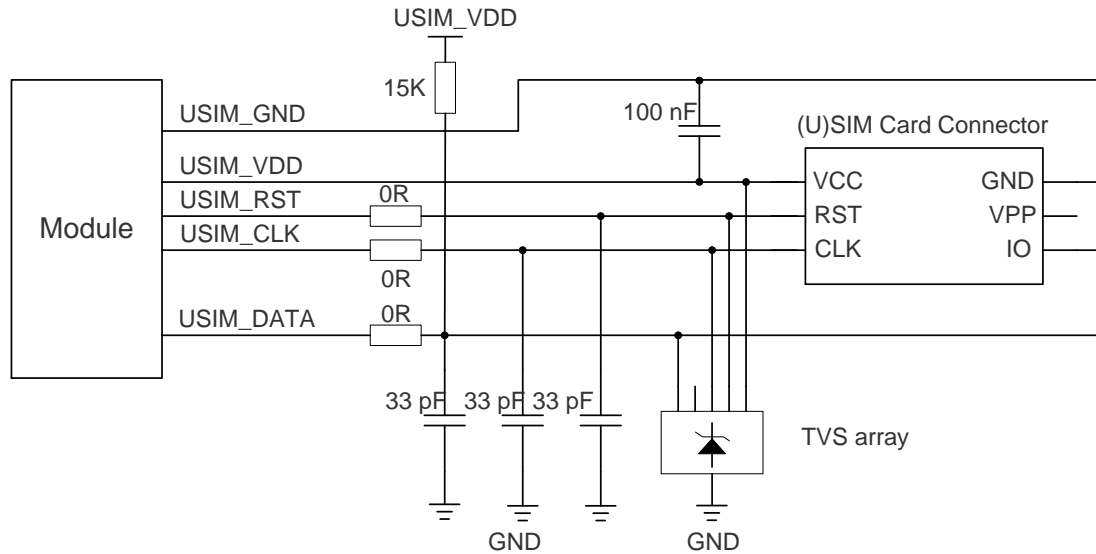 USIM_VDD
15K
USIM_GND
100 nF
(U)SIM Card Connector
USIM_VDD
VCC
GND
USIM_RST
0R
RST
VPP
Module
USIM_CLK
CLK
IO
0R
USIM_DATA
0R
33 pF
33 pF
33 pF
TVS array
GND
GND